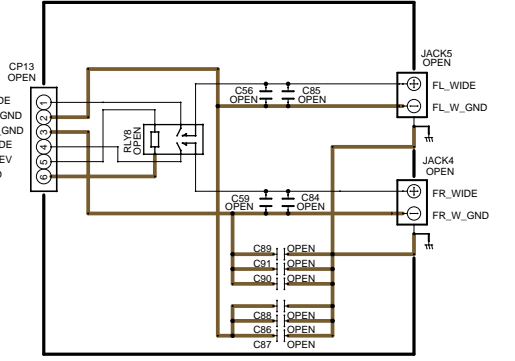 JACK5
OPEN
CP13
OPEN
FL_WIDE
FL_W_GND
1
2
3
4
5
6
DE
GND
_GND
DE
EV
RLY8
OPEN
C56
OPEN
C85
OPEN
JACK4
OPEN
FR_WIDE
FR_W_GND
C59
OPEN
C84
OPEN
C89 OPEN
C91 OPEN
C90 OPEN
C88 OPEN
C86 OPEN
C87 OPEN